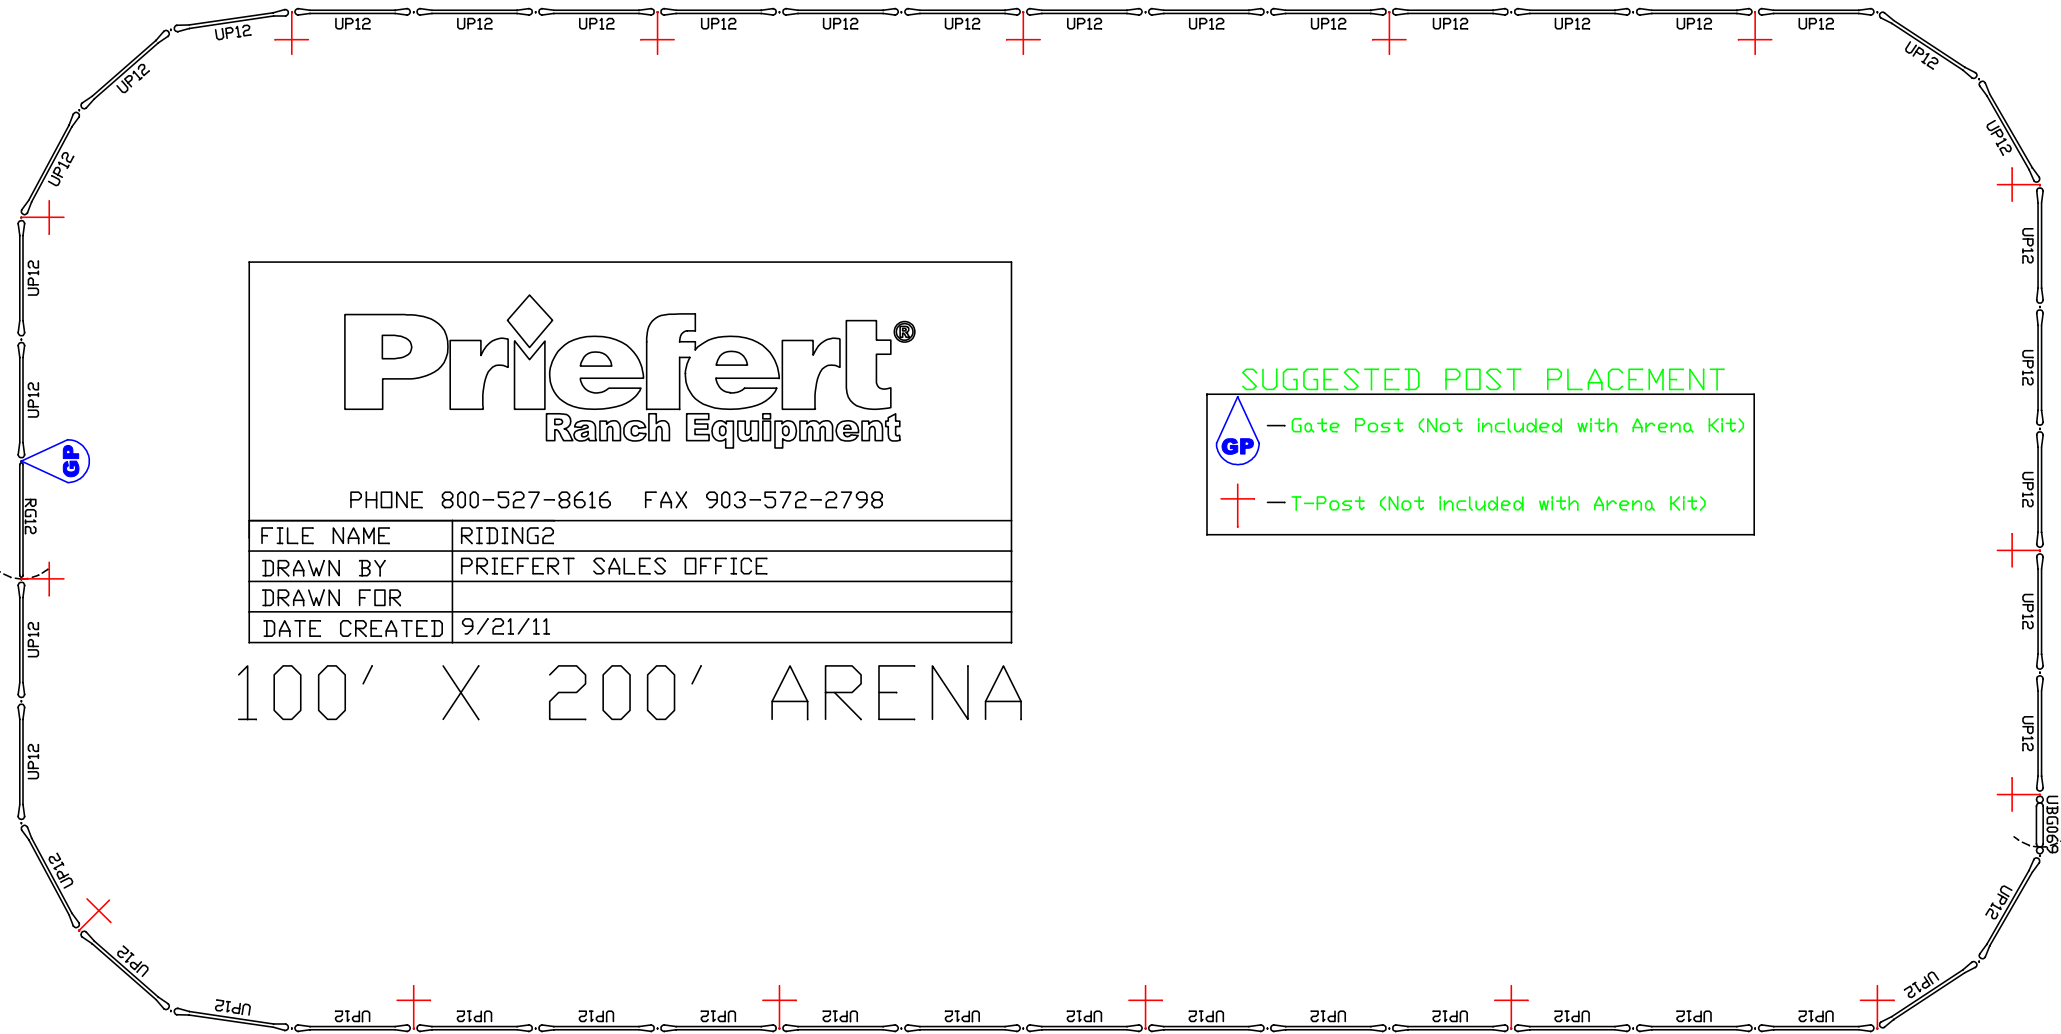 UP12 UP12 UP12 UP12 UP12 UP12 UP12 UP12 UP12 UP12 UP12 UP12 UP12 UP12 UP12
UP12
UP12
UP12
UP12
GP
RG12
UP12
UP12
UP12
UP12
UP12
Priefert®
Ranch Equipment
PHONE 800-527-8616 FAX 903-572-2798
FILE NAME RIDING2
DRAWN BY PRIEFERT SALES OFFICE
DRAWN FOR
DATE CREATED 9/21/11
100' X 200' ARENA
SUGGESTED POST PLACEMENT
GP — Gate Post (Not included with Arena Kit)
— T-Post (Not included with Arena Kit)
UP12
UP12
UP12
UP12
UP12
UP12
UBG069
UP12
UP12
UP12 UP12 UP12 UP12 UP12 UP12 UP12 UP12 UP12 UP12 UP12 UP12 UP12